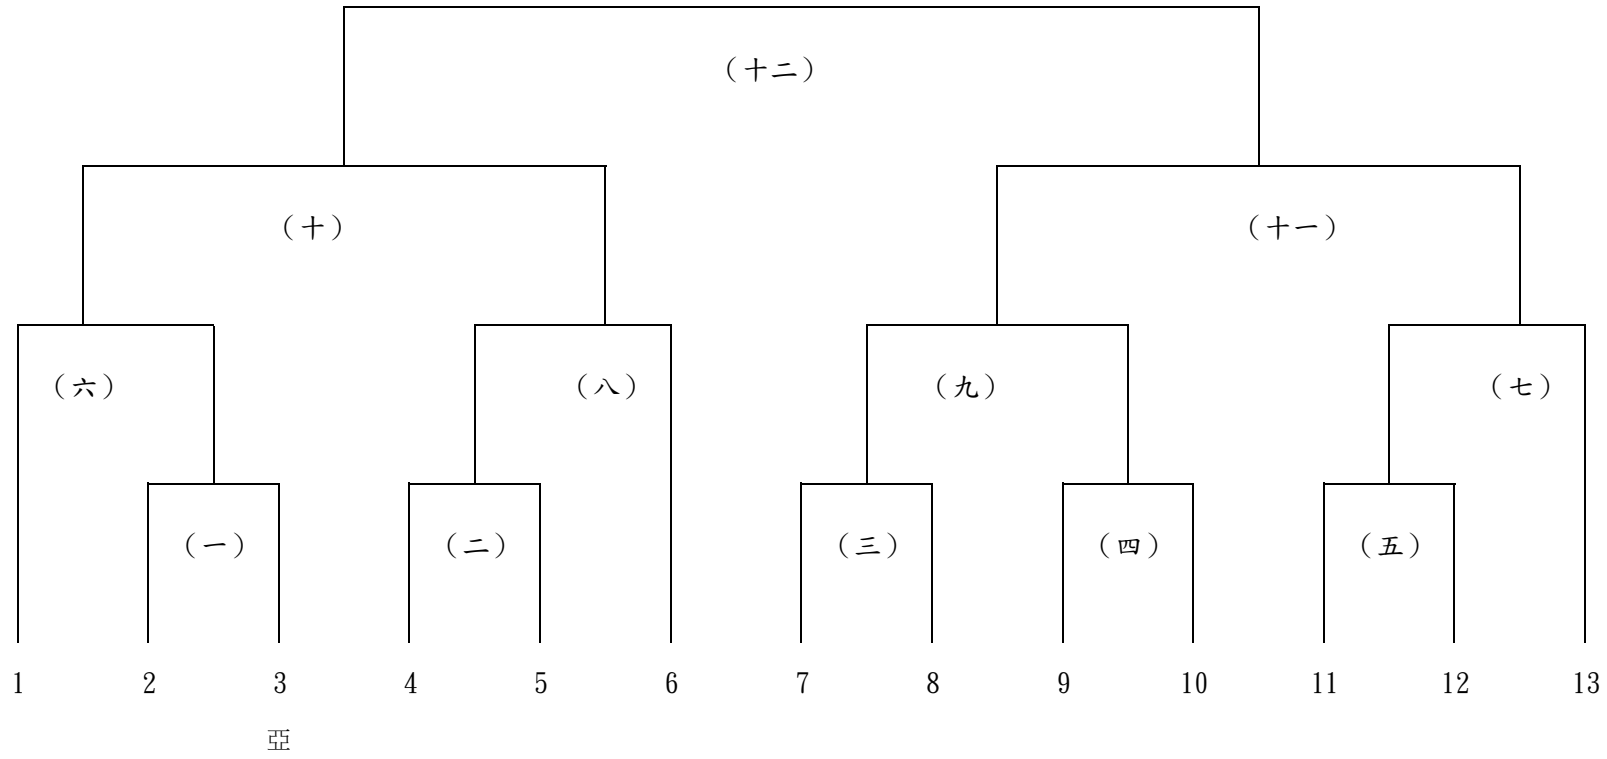 （十二）
（十） （十一）
（六） （八） （九） （七）
（一） （二） （三） （四） （五）
1 2 3 4 5 6 7 8 9 10 11 12 13
亞